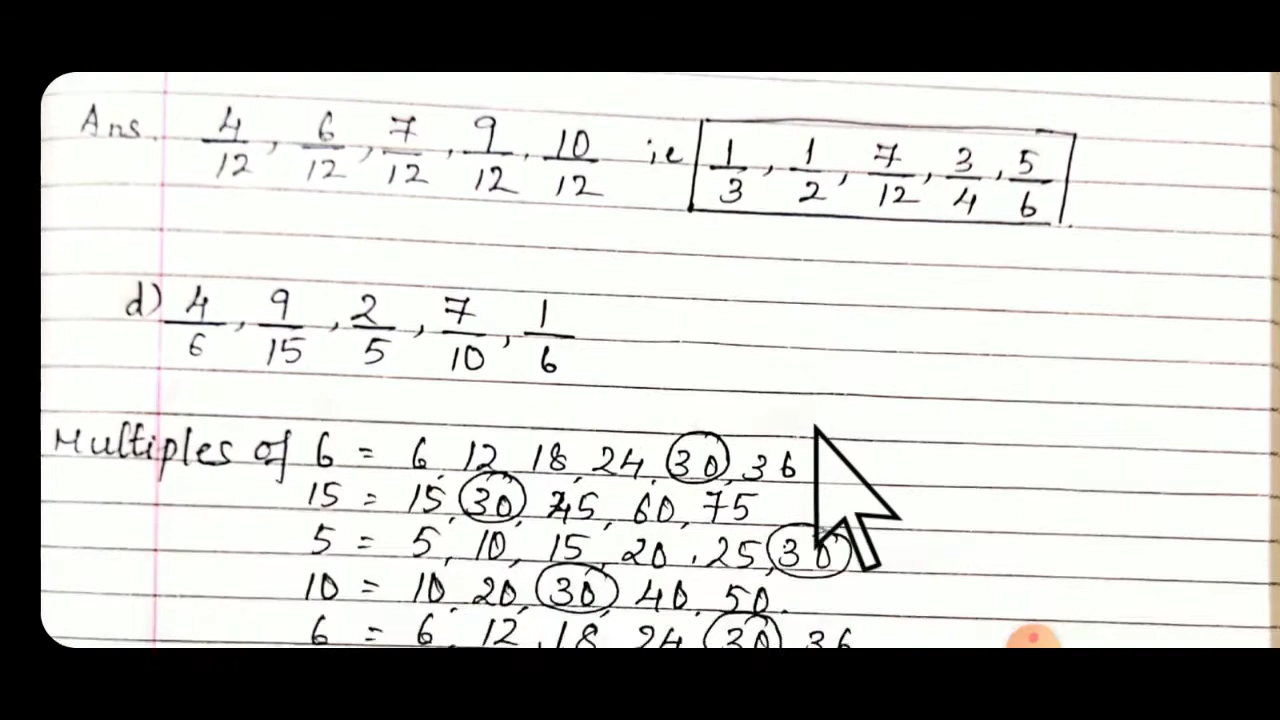 Ans. 4/12, 6/12, 7/12, 9/12, 10/12 ie 1/3, 1/2, 7/12, 3/4, 5/6
d) 4/6, 9/15, 2/5, 7/10, 1/6
Multiples of 6 = 6, 12, 18, 24, 30, 36
15 = 15, 30, 45, 60, 75
5 = 5, 10, 15, 20, 25, 30
10 = 10, 20, 30, 40, 50.
6 = 6, 12, 18, 24, 30, 36